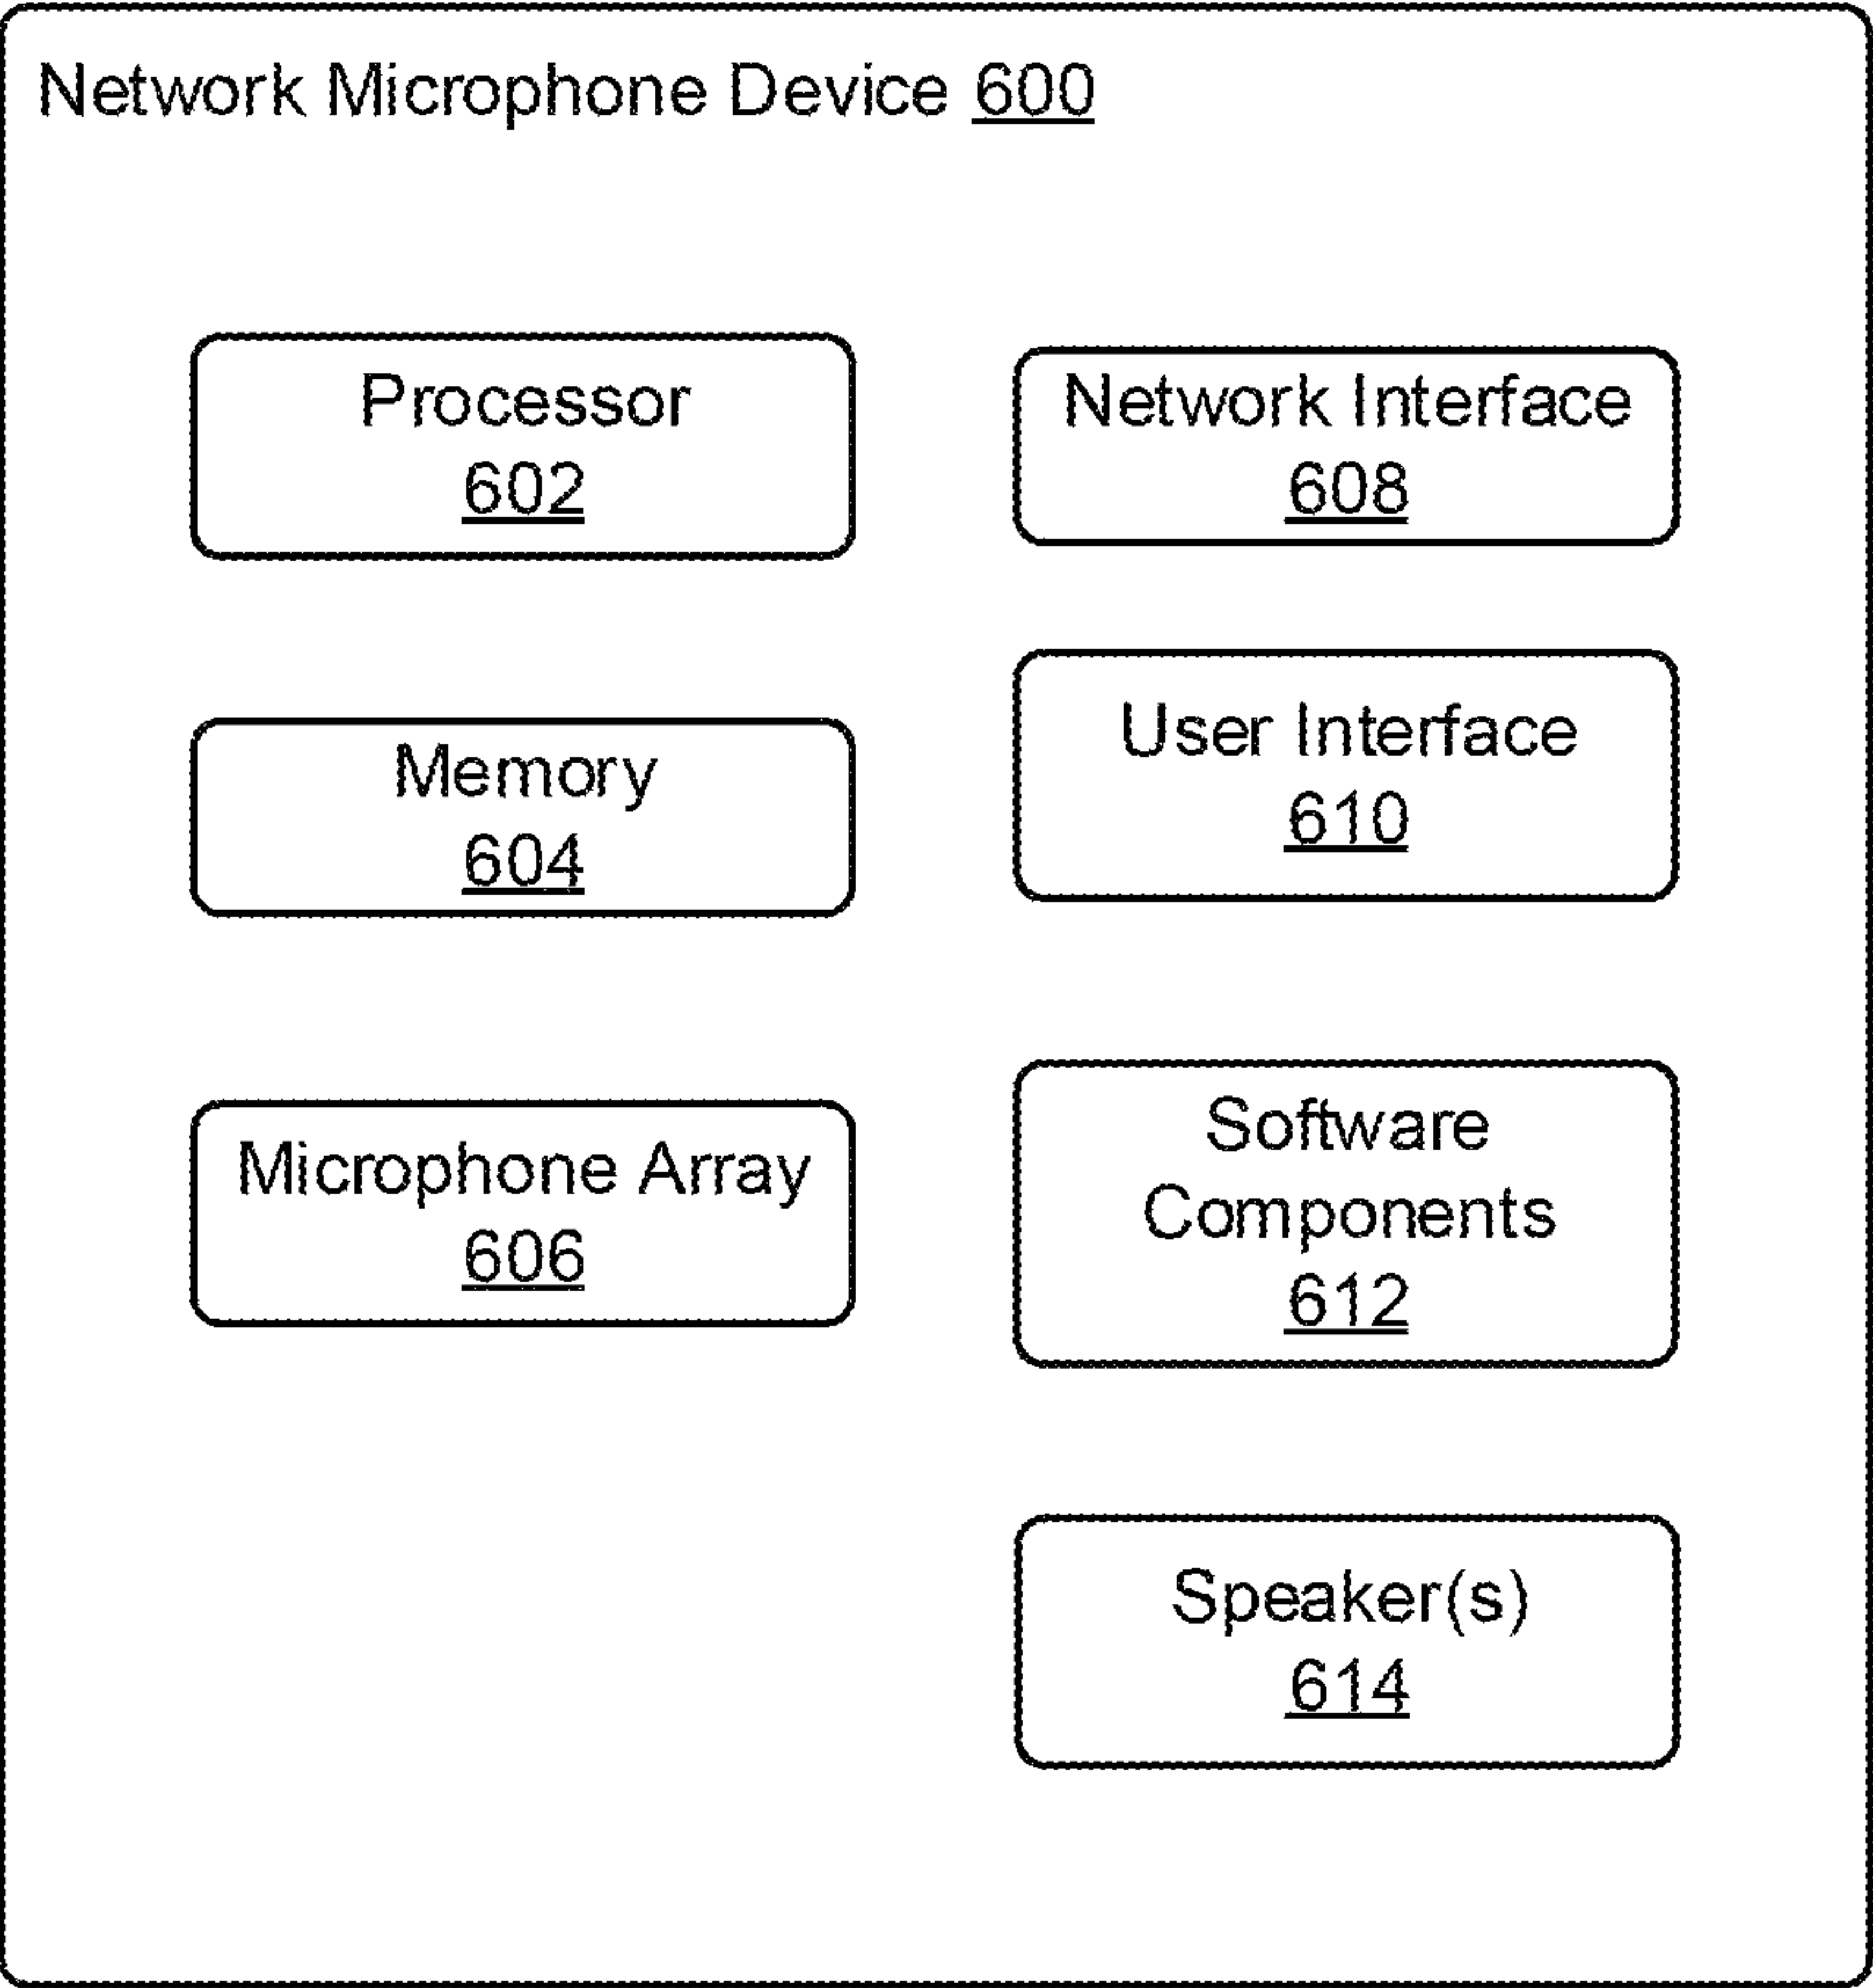 Network Microphone Device 600
Processor
602
Memory
604
Microphone Array
606
Network Interface
608
User Interface
610
Software
Components
612
Speaker(s)
614